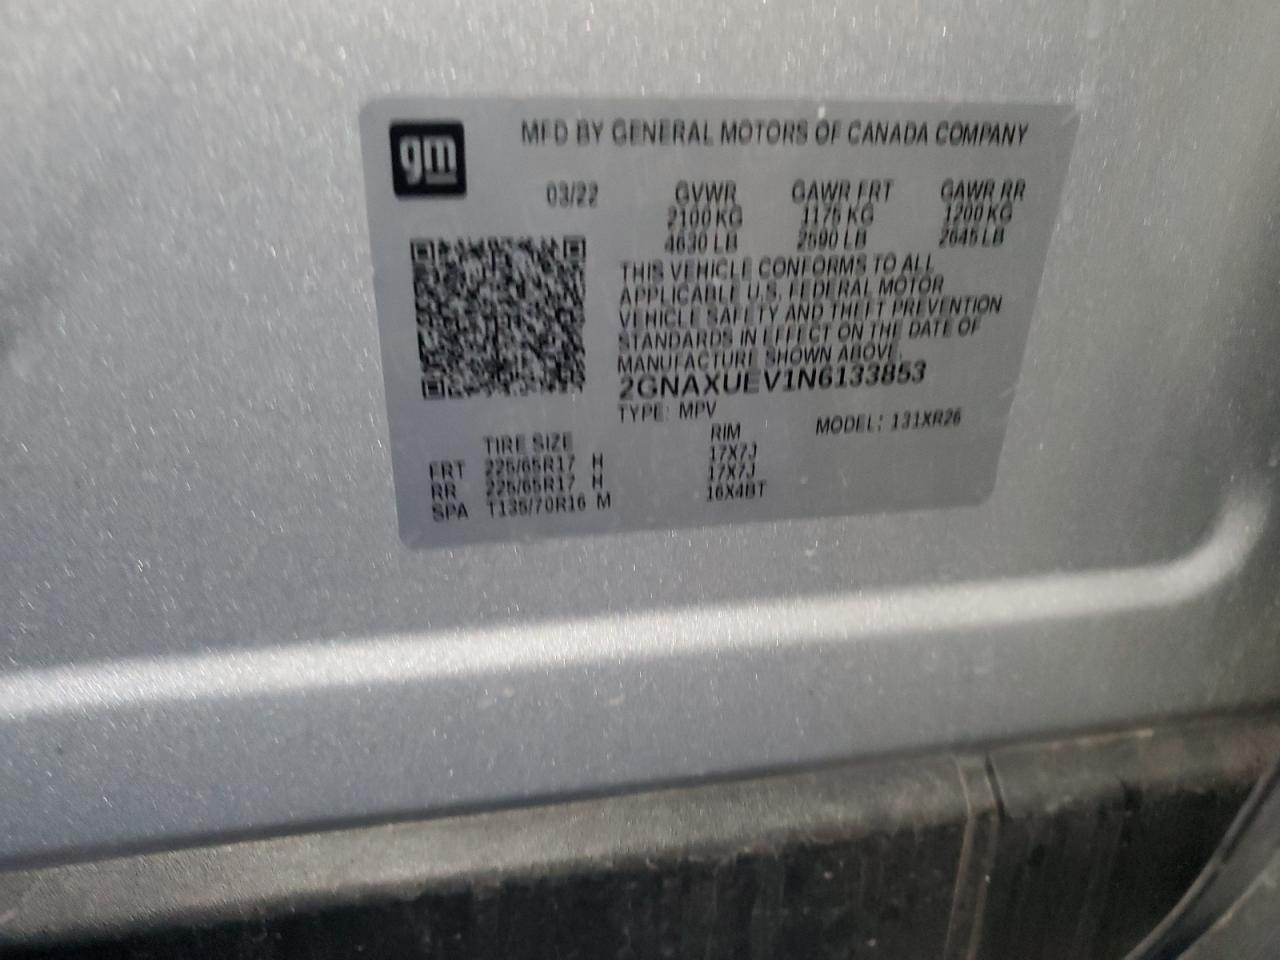 gm
MFD BY GENERAL MOTORS OF CANADA COMPANY
03/22 GVWR GAWR FRT GAWR RR
2100 KG 1175 KG 1200 KG
4630 LB 2590 LB 2645 LB
THIS VEHICLE CONFORMS TO ALL
APPLICABLE U.S. FEDERAL MOTOR
VEHICLE SAFETY AND THEFT PREVENTION
STANDARDS IN EFFECT ON THE DATE OF
MANUFACTURE SHOWN ABOVE.
2GNAXUEV1N6133853
TYPE: MPV MODEL: 131XR26
TIRE SIZE RIM
FRT 225/65R17 H 17X7J
RR 225/65R17 H 17X7J
SPA T135/70R16 M 16X4BT